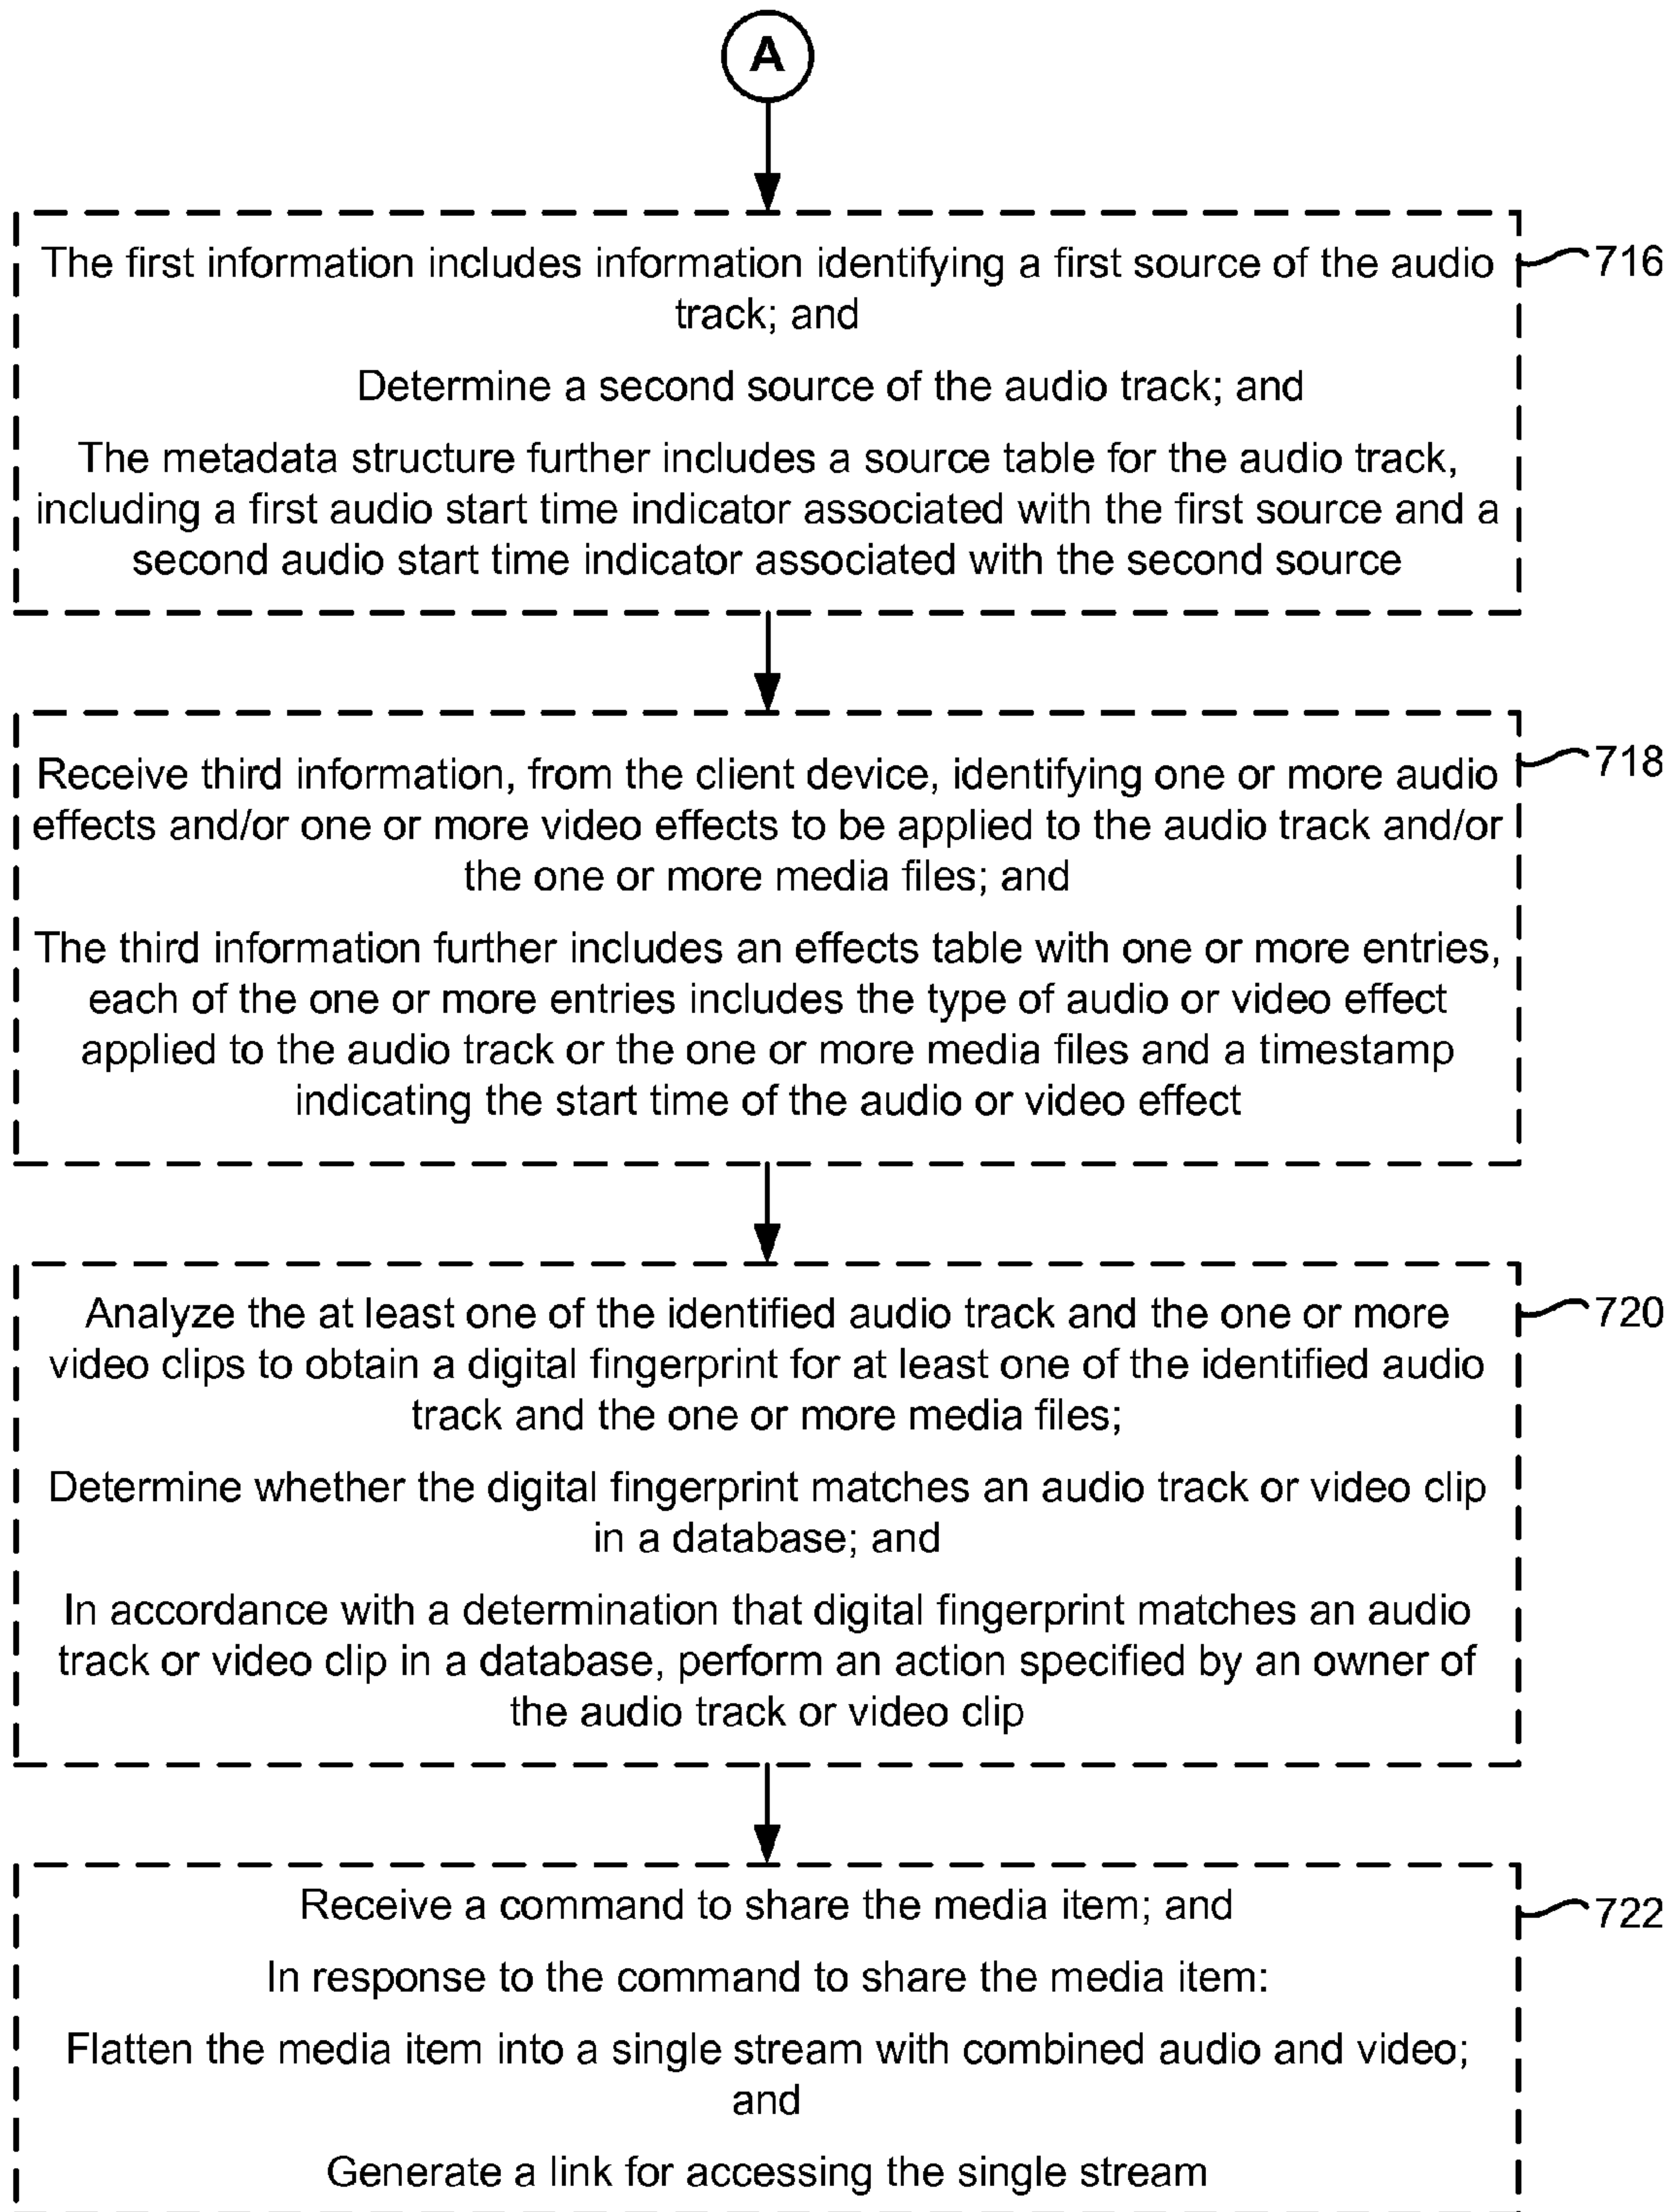 A
The first information includes information identifying a first source of the audio
track; and
Determine a second source of the audio track; and
The metadata structure further includes a source table for the audio track,
including a first audio start time indicator associated with the first source and a
second audio start time indicator associated with the second source
716
Receive third information, from the client device, identifying one or more audio
effects and/or one or more video effects to be applied to the audio track and/or
the one or more media files; and
The third information further includes an effects table with one or more entries,
each of the one or more entries includes the type of audio or video effect
applied to the audio track or the one or more media files and a timestamp
indicating the start time of the audio or video effect
718
Analyze the at least one of the identified audio track and the one or more
video clips to obtain a digital fingerprint for at least one of the identified audio
track and the one or more media files;
Determine whether the digital fingerprint matches an audio track or video clip
in a database; and
In accordance with a determination that digital fingerprint matches an audio
track or video clip in a database, perform an action specified by an owner of
the audio track or video clip
720
Receive a command to share the media item; and
In response to the command to share the media item:
Flatten the media item into a single stream with combined audio and video;
and
Generate a link for accessing the single stream
722